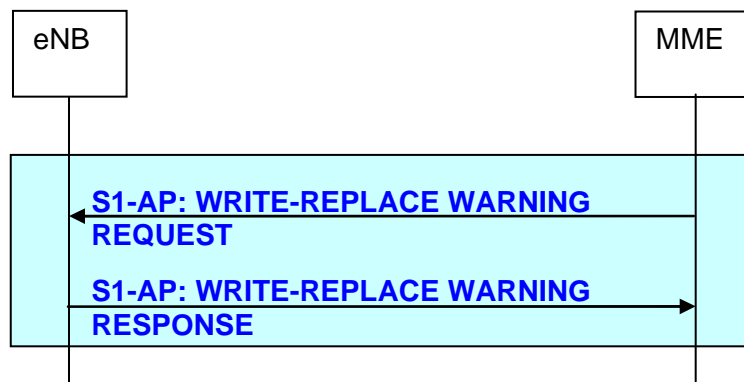 eNB
MME
S1-AP: WRITE-REPLACE WARNING
REQUEST
S1-AP: WRITE-REPLACE WARNING
RESPONSE